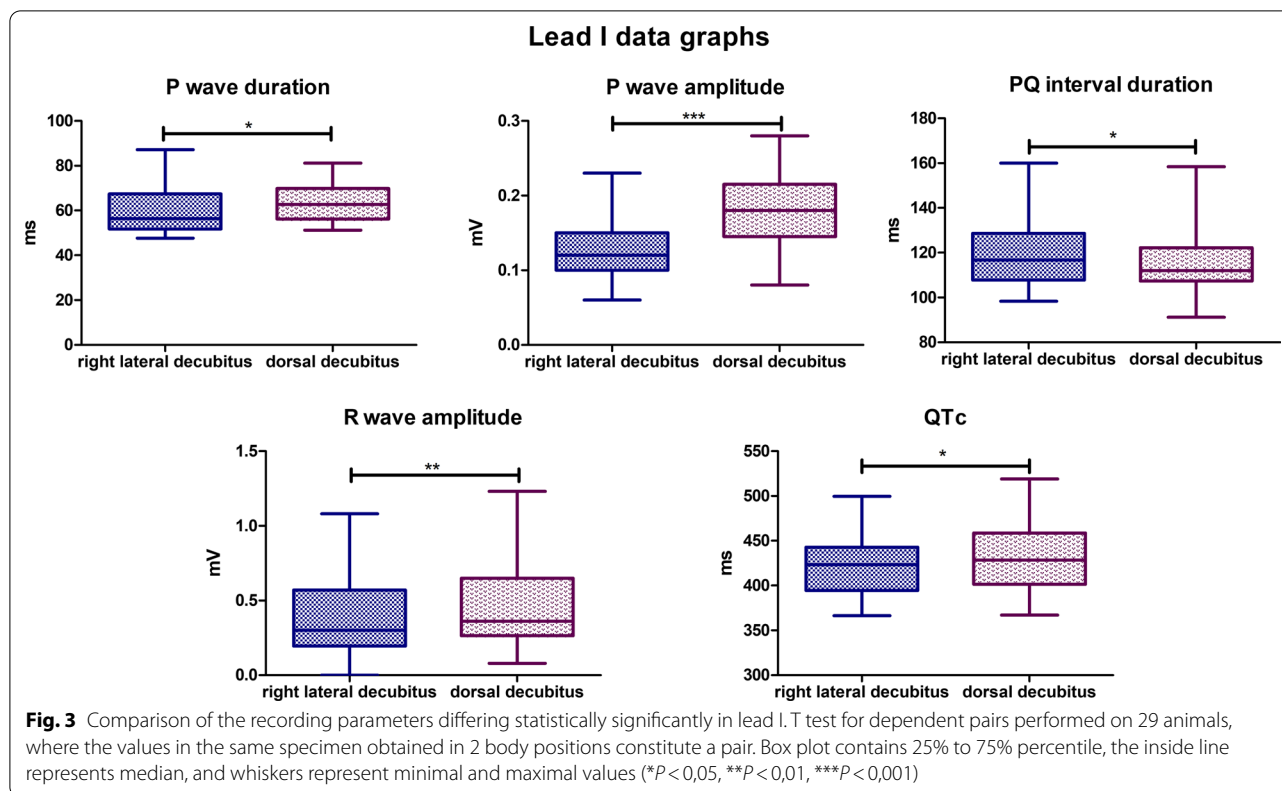 Lead I data graphs
P wave duration
P wave amplitude
PQ interval duration
100
80
60
40
20
0
ms
*
right lateral decubitus
dorsal decubitus
0.3
0.2
0.1
0.0
mV
***
right lateral decubitus
dorsal decubitus
180
160
140
120
100
80
ms
*
right lateral decubitus
dorsal decubitus
R wave amplitude
QTc
1.5
1.0
0.5
0.0
mV
**
right lateral decubitus
dorsal decubitus
550
500
450
400
350
300
ms
*
right lateral decubitus
dorsal decubitus
Fig. 3 Comparison of the recording parameters differing statistically significantly in lead I. T test for dependent pairs performed on 29 animals,
where the values in the same specimen obtained in 2 body positions constitute a pair. Box plot contains 25% to 75% percentile, the inside line
represents median, and whiskers represent minimal and maximal values (*P < 0,05, **P < 0,01, ***P < 0,001)